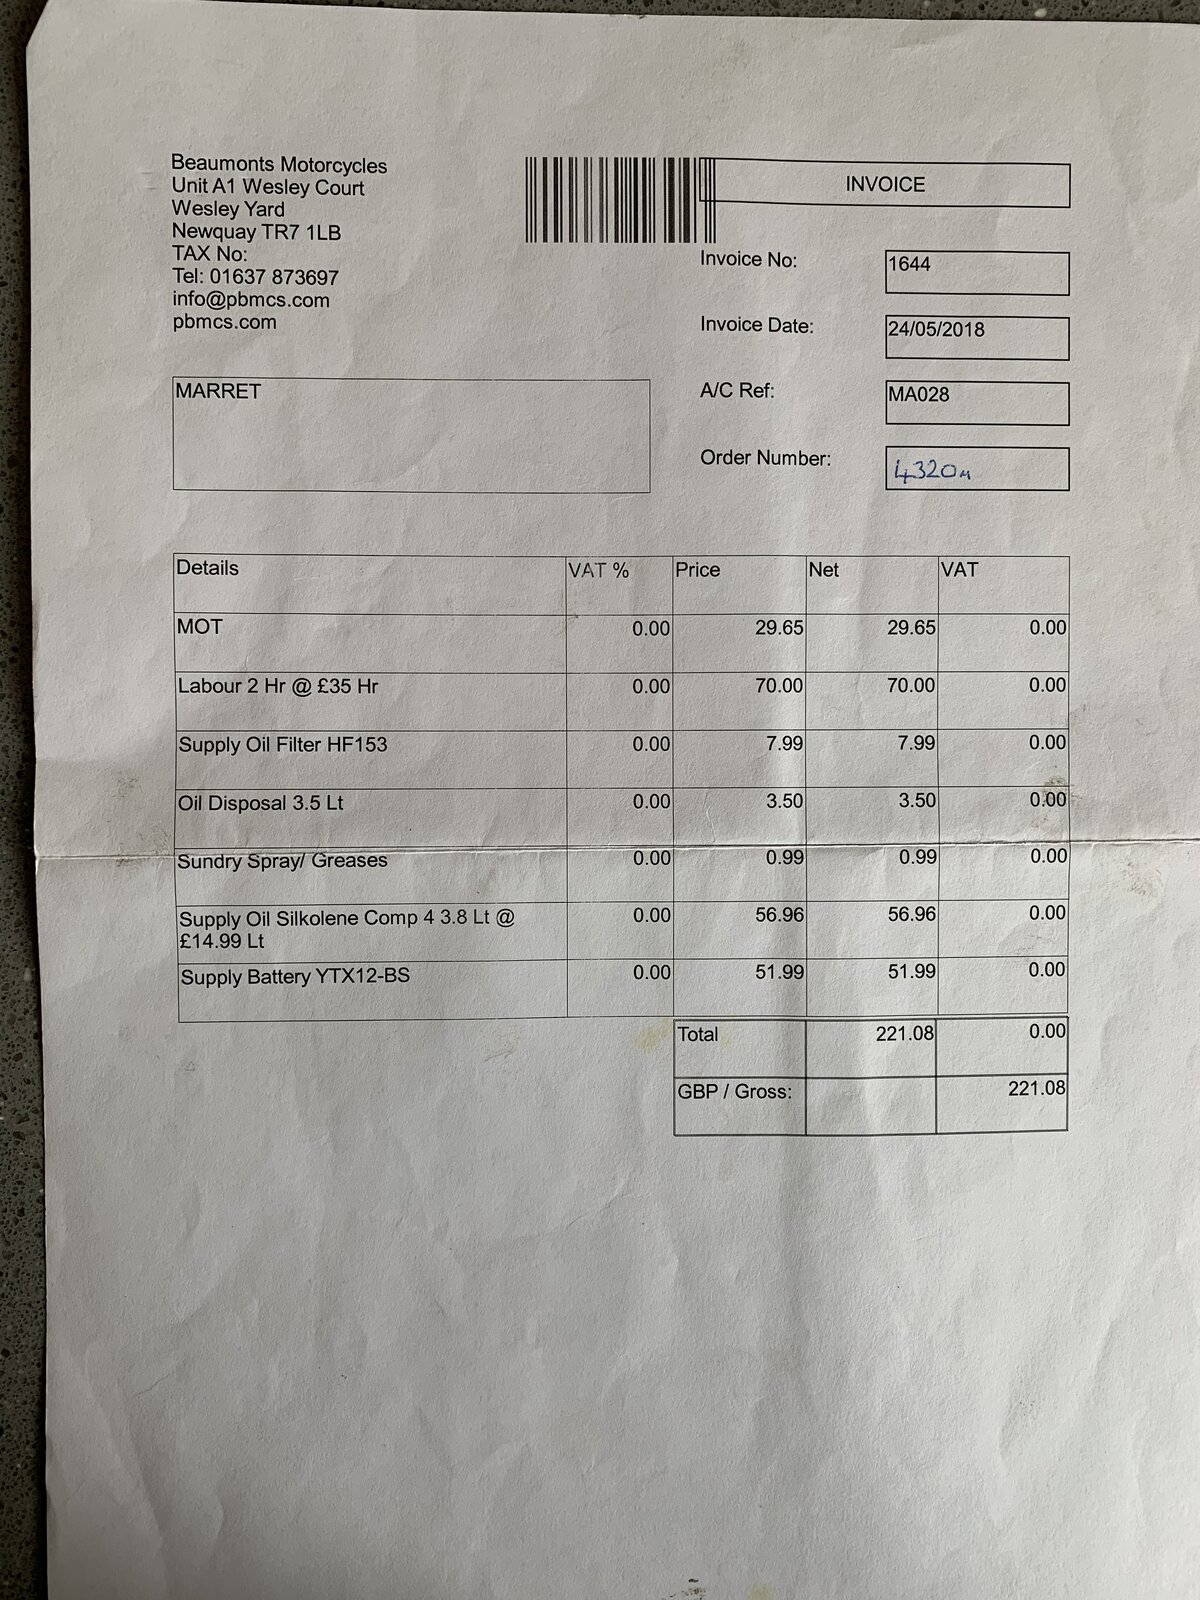 Beaumonts Motorcycles
Unit A1 Wesley Court
Wesley Yard
Newquay TR7 1LB
TAX No:
Tel: 01637 873697
info@pbmcs.com
pbmcs.com
INVOICE
Invoice No: 1644
Invoice Date: 24/05/2018
A/C Ref: MA028
Order Number: 4320M
MARRET
Details VAT % Price Net VAT
MOT 0.00 29.65 29.65 0.00
Labour 2 Hr @ £35 Hr 0.00 70.00 70.00 0.00
Supply Oil Filter HF153 0.00 7.99 7.99 0.00
Oil Disposal 3.5 Lt 0.00 3.50 3.50 0.00
Sundry Spray/ Greases 0.00 0.99 0.99 0.00
Supply Oil Silkolene Comp 4 3.8 Lt @ 0.00 56.96 56.96 0.00
£14.99 Lt
Supply Battery YTX12-BS 0.00 51.99 51.99 0.00
Total 221.08 0.00
GBP / Gross: 221.08